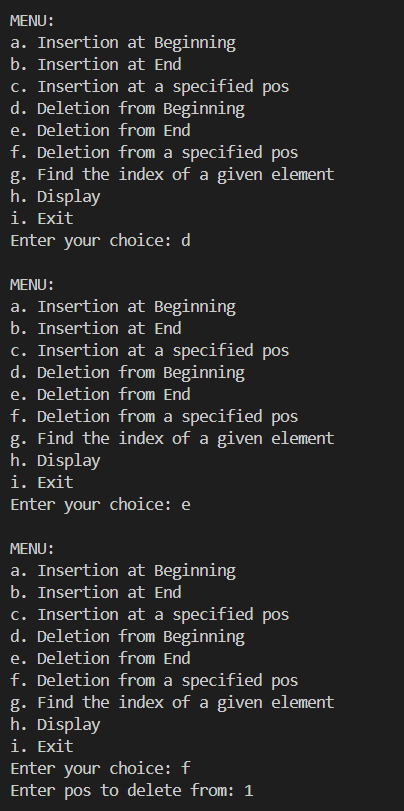 MENU:
a. Insertion at Beginning
b. Insertion at End
c. Insertion at a specified pos
d. Deletion from Beginning
e. Deletion from End
f. Deletion from a specified pos
g. Find the index of a given element
h. Display
i. Exit
Enter your choice: d
MENU:
a. Insertion at Beginning
b. Insertion at End
c. Insertion at a specified pos
d. Deletion from Beginning
e. Deletion from End
f. Deletion from a specified pos
g. Find the index of a given element
h. Display
i. Exit
Enter your choice: e
MENU:
a. Insertion at Beginning
b. Insertion at End
c. Insertion at a specified pos
d. Deletion from Beginning
e. Deletion from End
f. Deletion from a specified pos
g. Find the index of a given element
h. Display
i. Exit
Enter your choice: f
Enter pos to delete from: 1